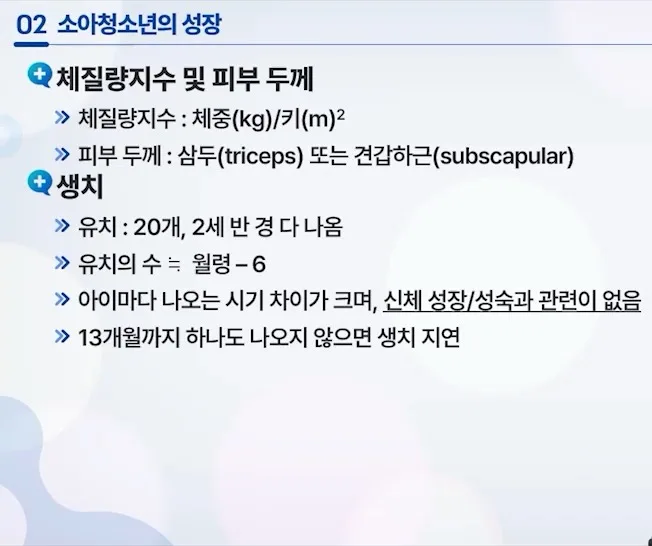 02 소아청소년의 성장
체질량지수 및 피부 두께
체질량지수 : 체중(kg)/키(m)²
피부 두께 : 삼두(triceps) 또는 견갑하근(subscapular)
생치
유치 : 20개, 2세 반 경 다 나옴
유치의 수 ≒ 월령 – 6
아이마다 나오는 시기 차이가 크며, 신체 성장/성숙과 관련이 없음
13개월까지 하나도 나오지 않으면 생치 지연